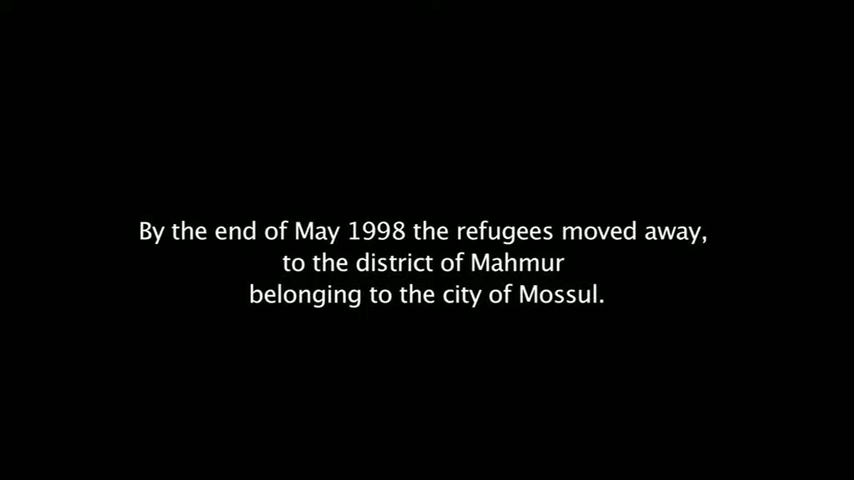 By the end of May 1998 the refugees moved away,
to the district of Mahmur
belonging to the city of Mossul.